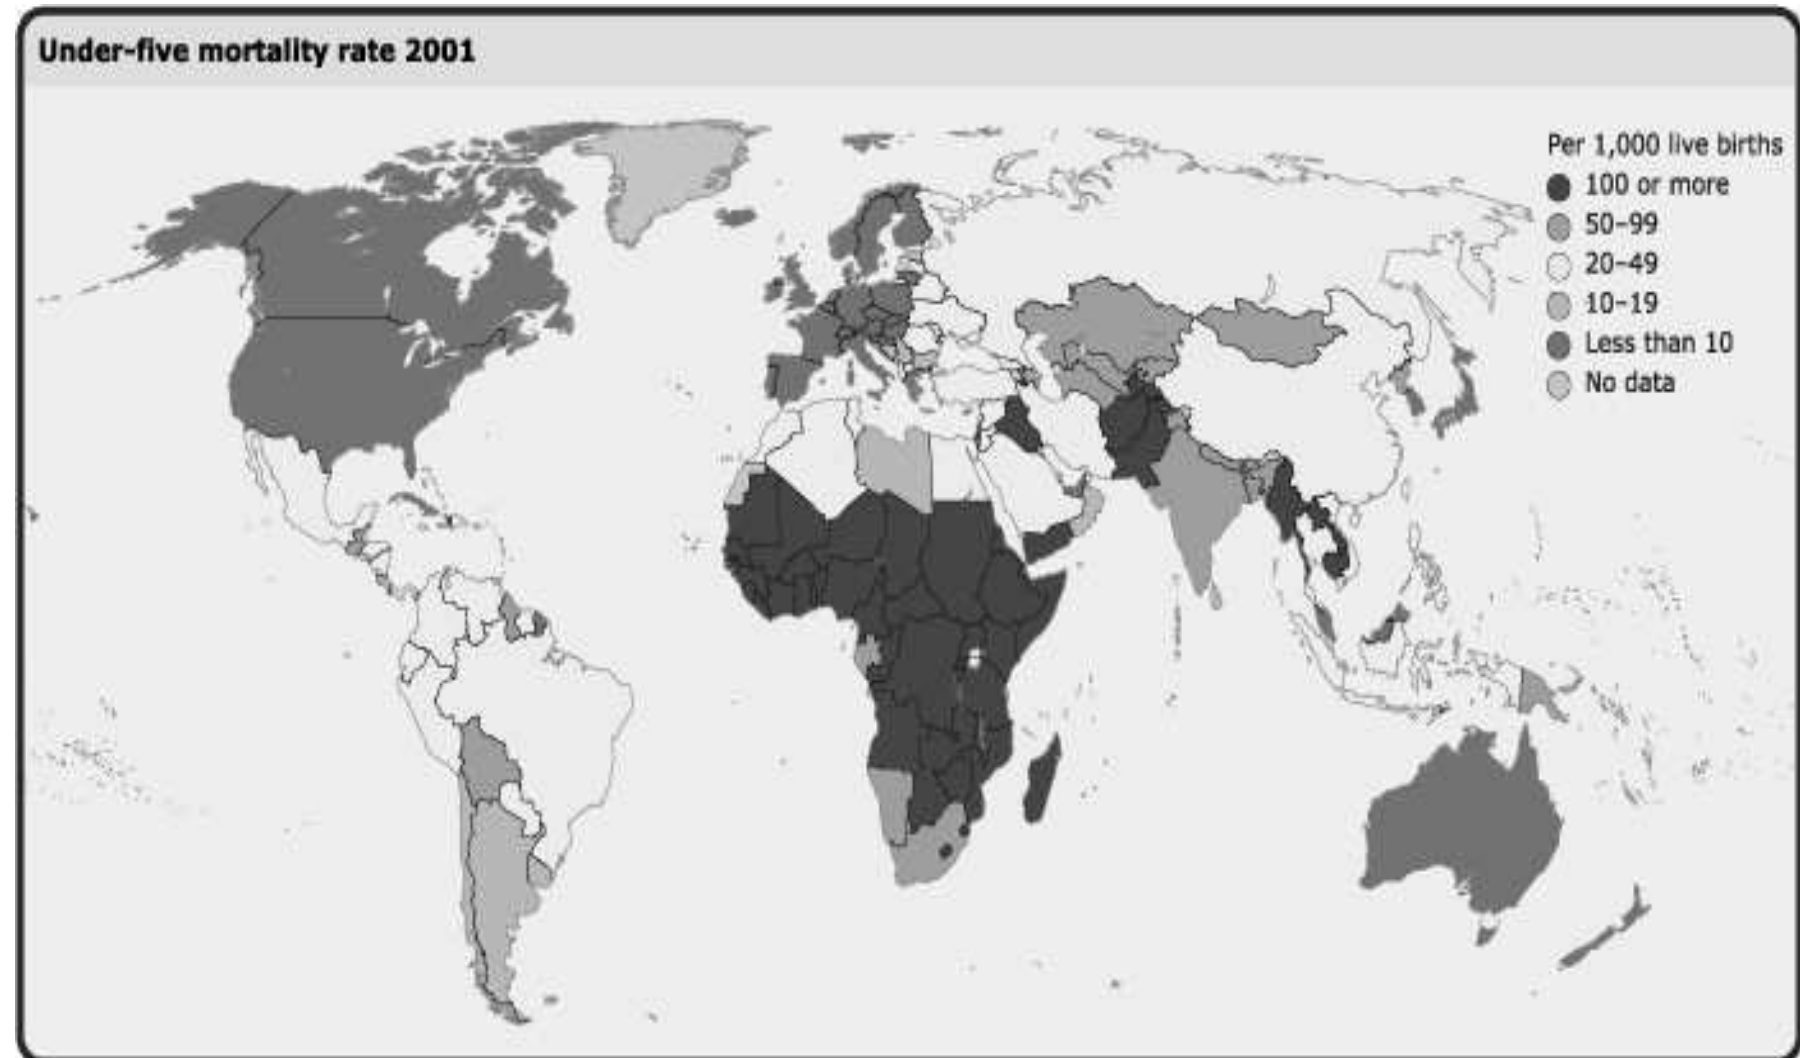 Under-five mortality rate 2001
Per 1,000 live births
100 or more
50–99
20–49
10–19
Less than 10
No data